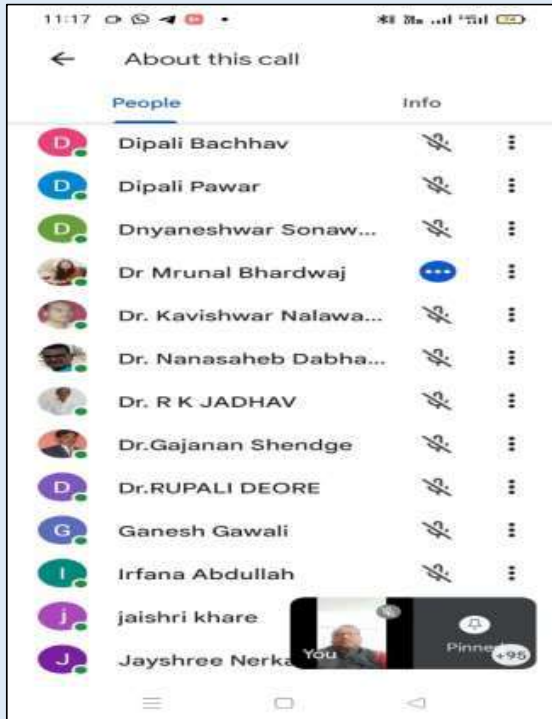 11:17
About this call
People Info
D Dipali Bachhav
D Dipali Pawar
D Dnyaneshwar Sonaw...
Dr Mrunal Bhardwaj
Dr. Kavishwar Nalawa...
Dr. Nanasaheb Dabha...
Dr. R K JADHAV
Dr.Gajanan Shendge
D Dr.RUPALI DEORE
G Ganesh Gawali
I Irfana Abdullah
j jaishri khare
J Jayshree Nerka
You
Pinned
+95